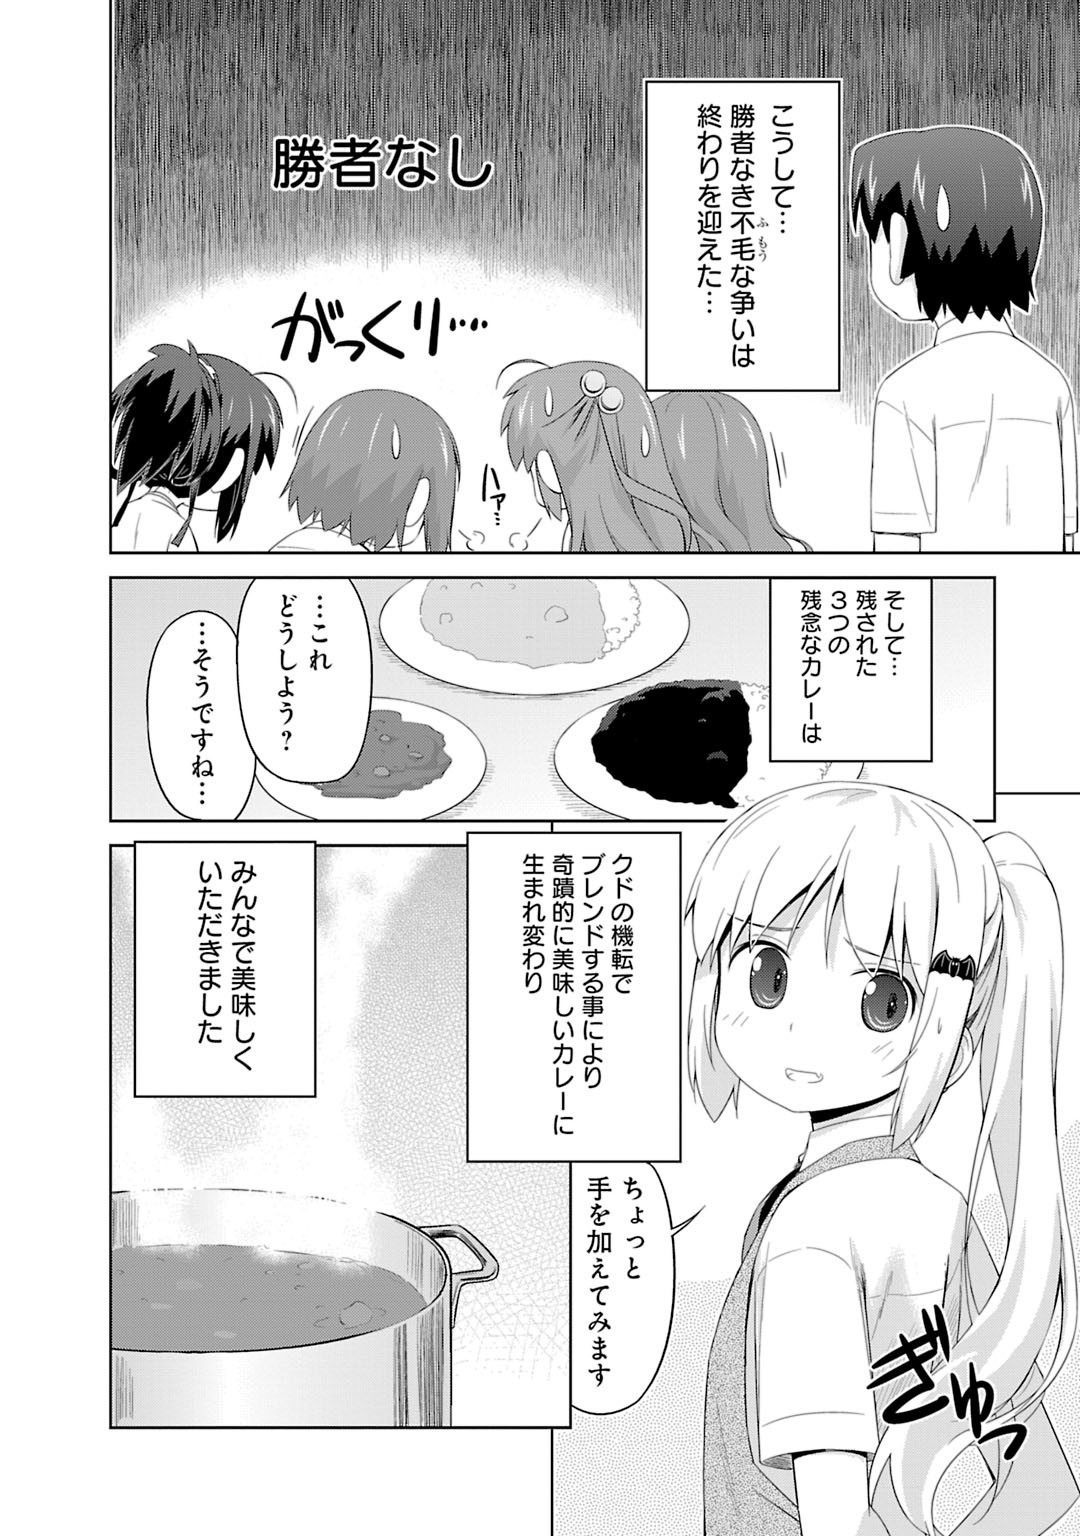 こうして…
勝者なき不毛な争いは
ふもう
終わりを迎えた…
勝者なし
がっくり…
ハァ…
そして…
残された
3つの
残念なカレーは
…これ
どうしよう？
…そうですね…
クドの機転で
ブレンドする事により
奇蹟的に美味しいカレーに
生まれ変わり
ちょっと
手を加えてみます
ぎゅっ
みんなで美味しく
いただきました